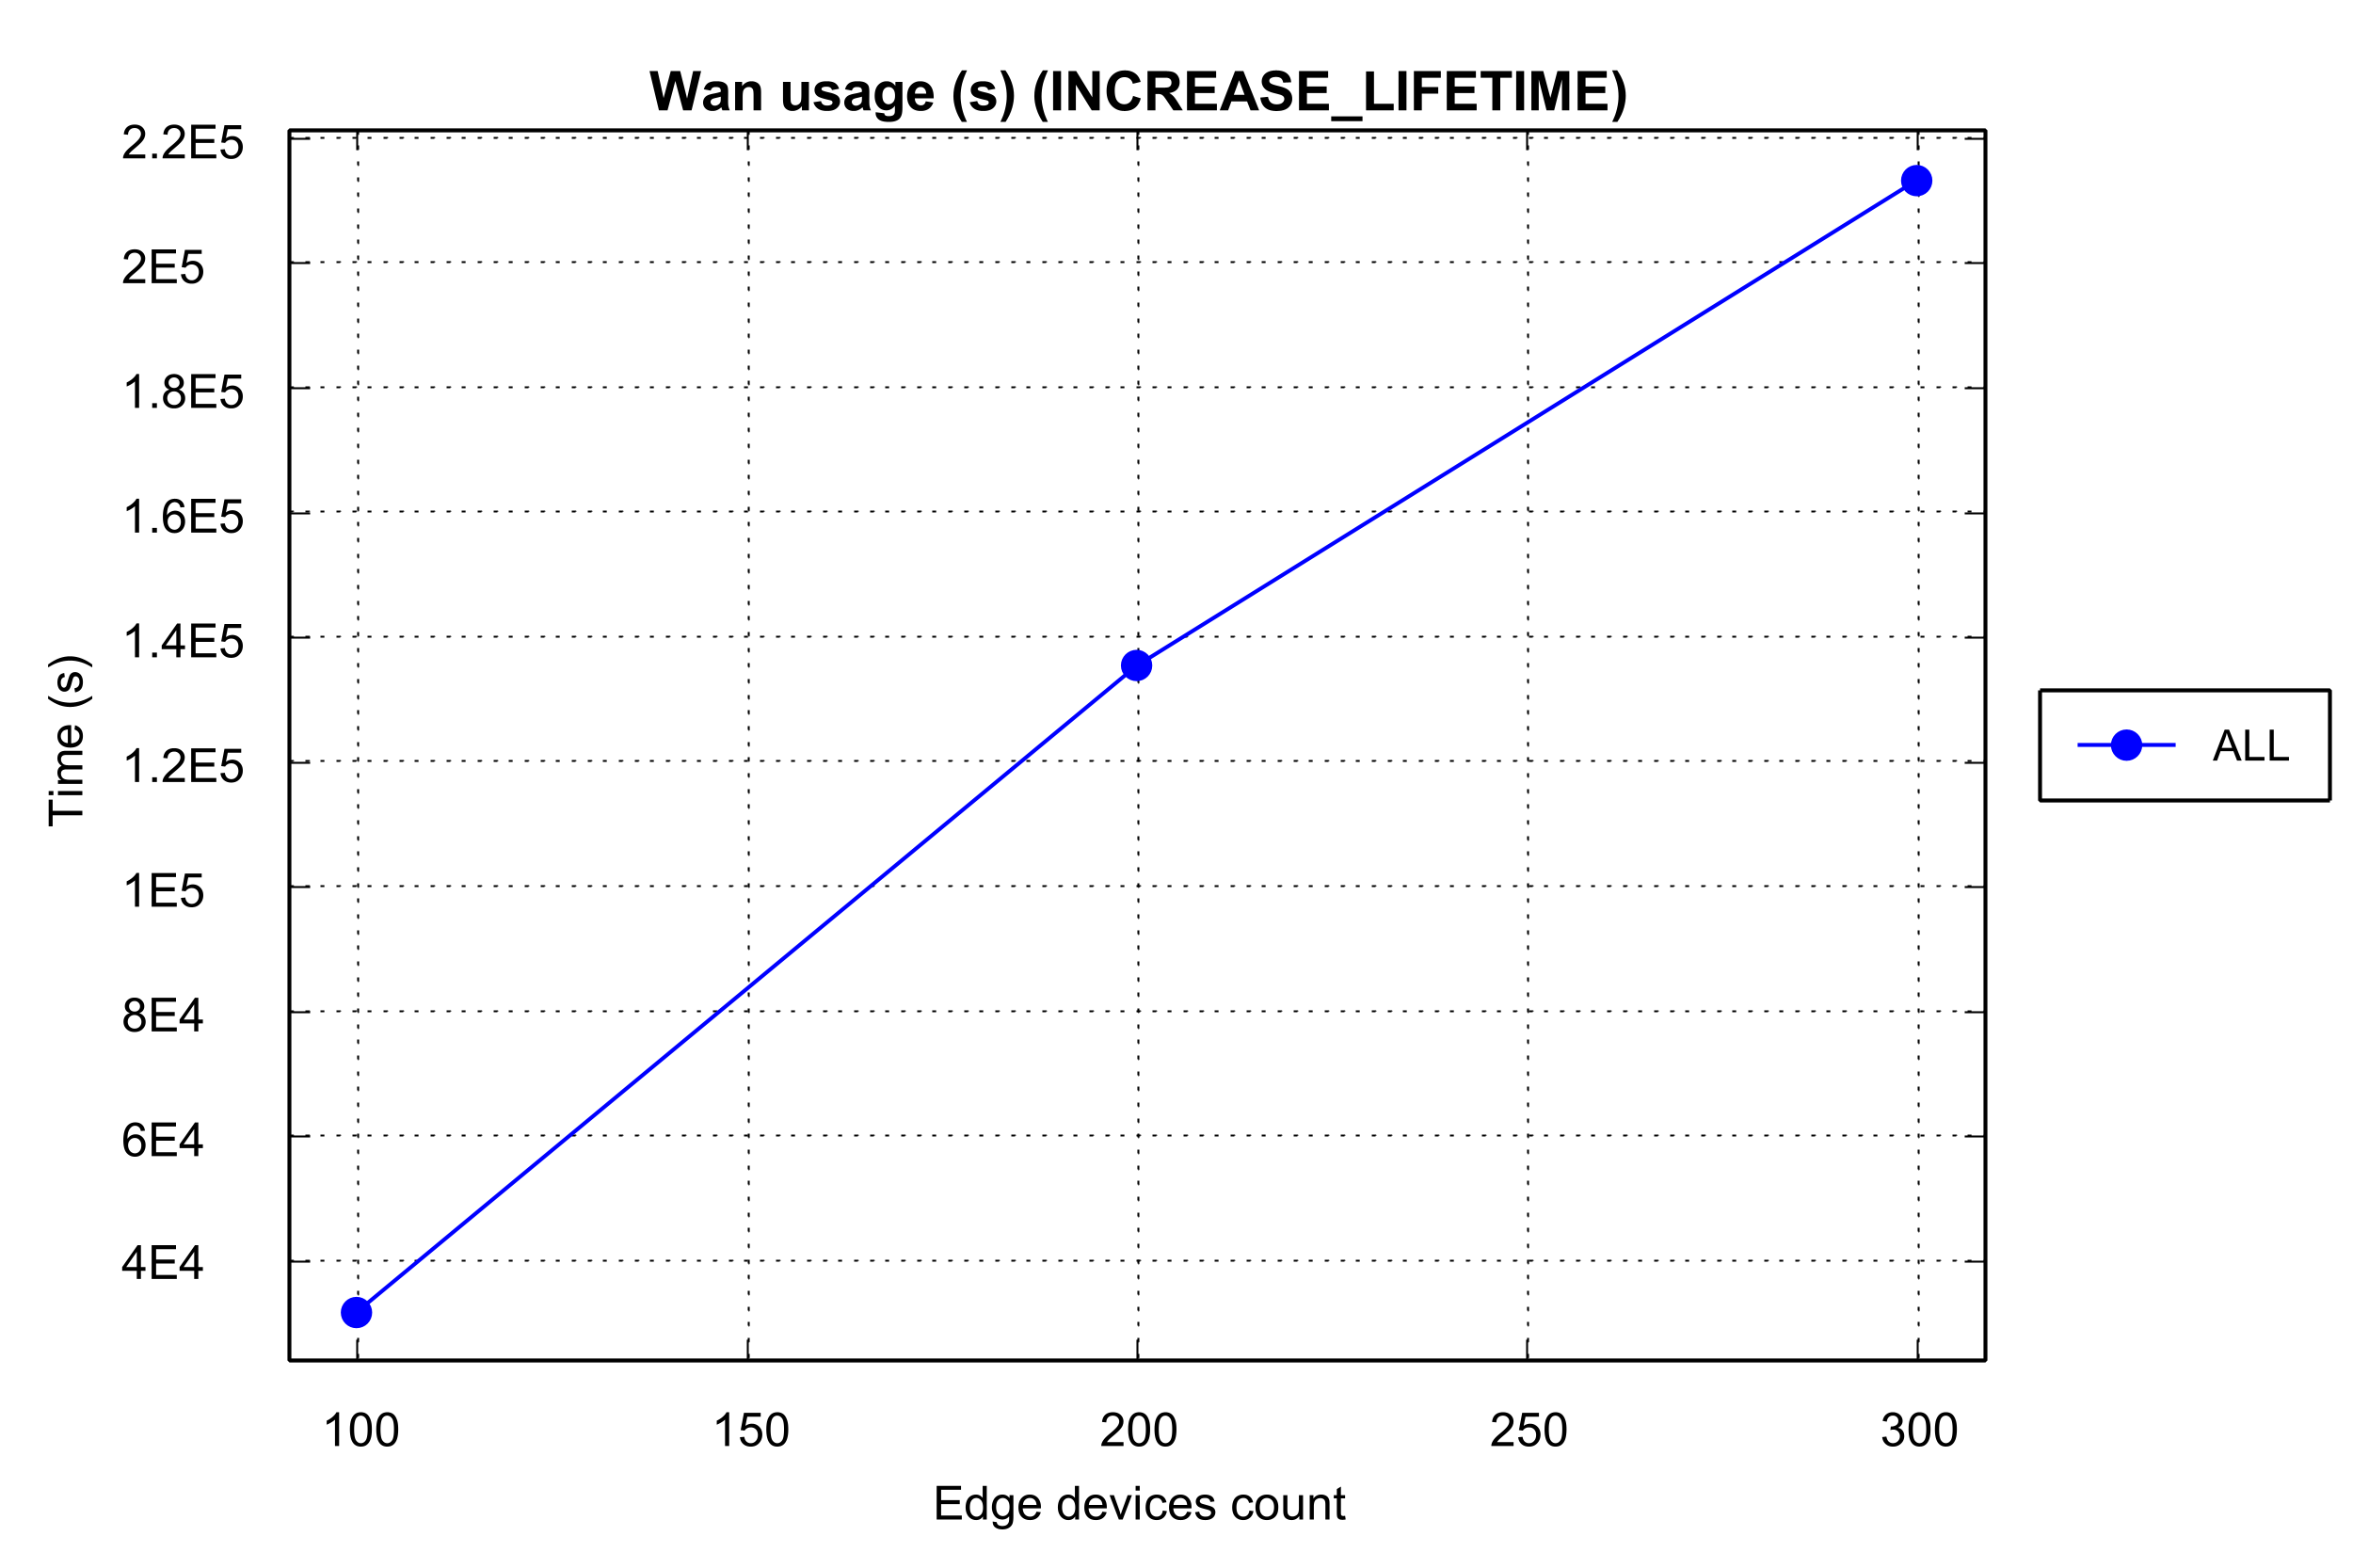 Wan usage (s) (INCREASE_LIFETIME)
2.2E5
2E5
1.8E5
1.6E5
1.4E5
1.2E5
1E5
8E4
6E4
4E4
Time (s)
ALL
100 150 200 250 300
Edge devices count